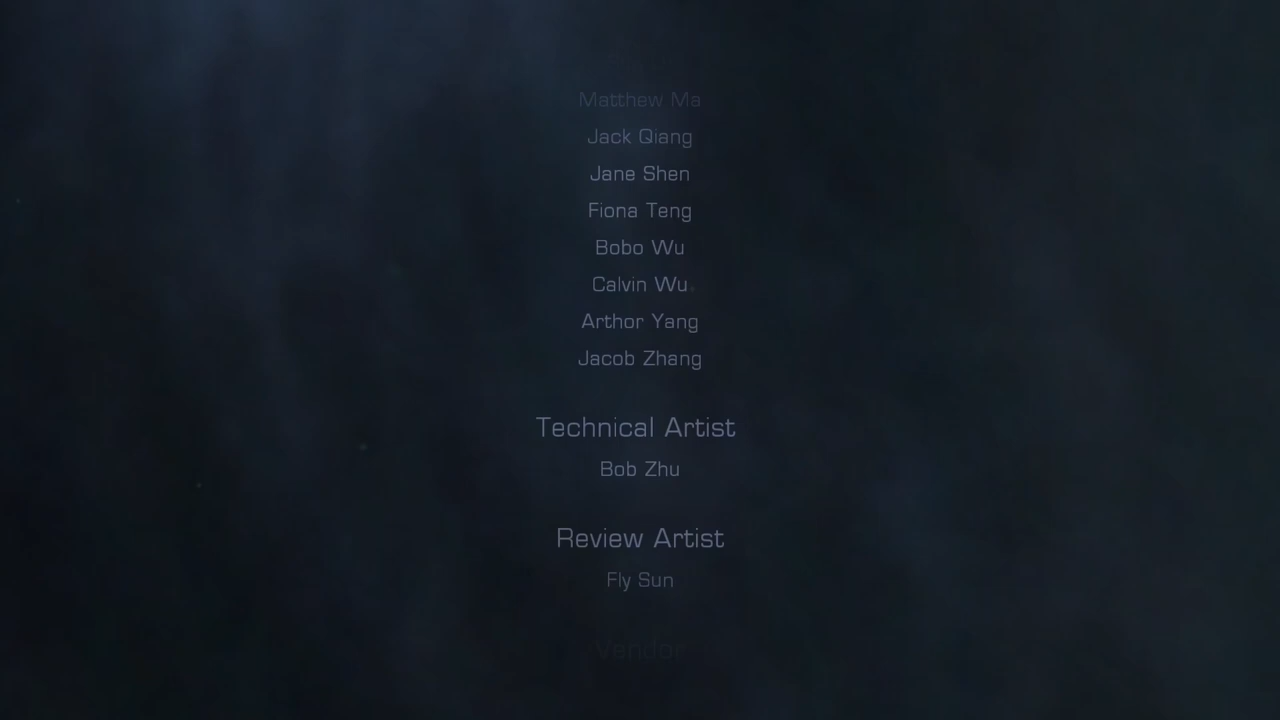 Matthew Ma
Jack Qiang
Jane Shen
Fiona Teng
Bobo Wu
Calvin Wu
Arthor Yang
Jacob Zhang
Technical Artist
Bob Zhu
Review Artist
Fly Sun
Vendor